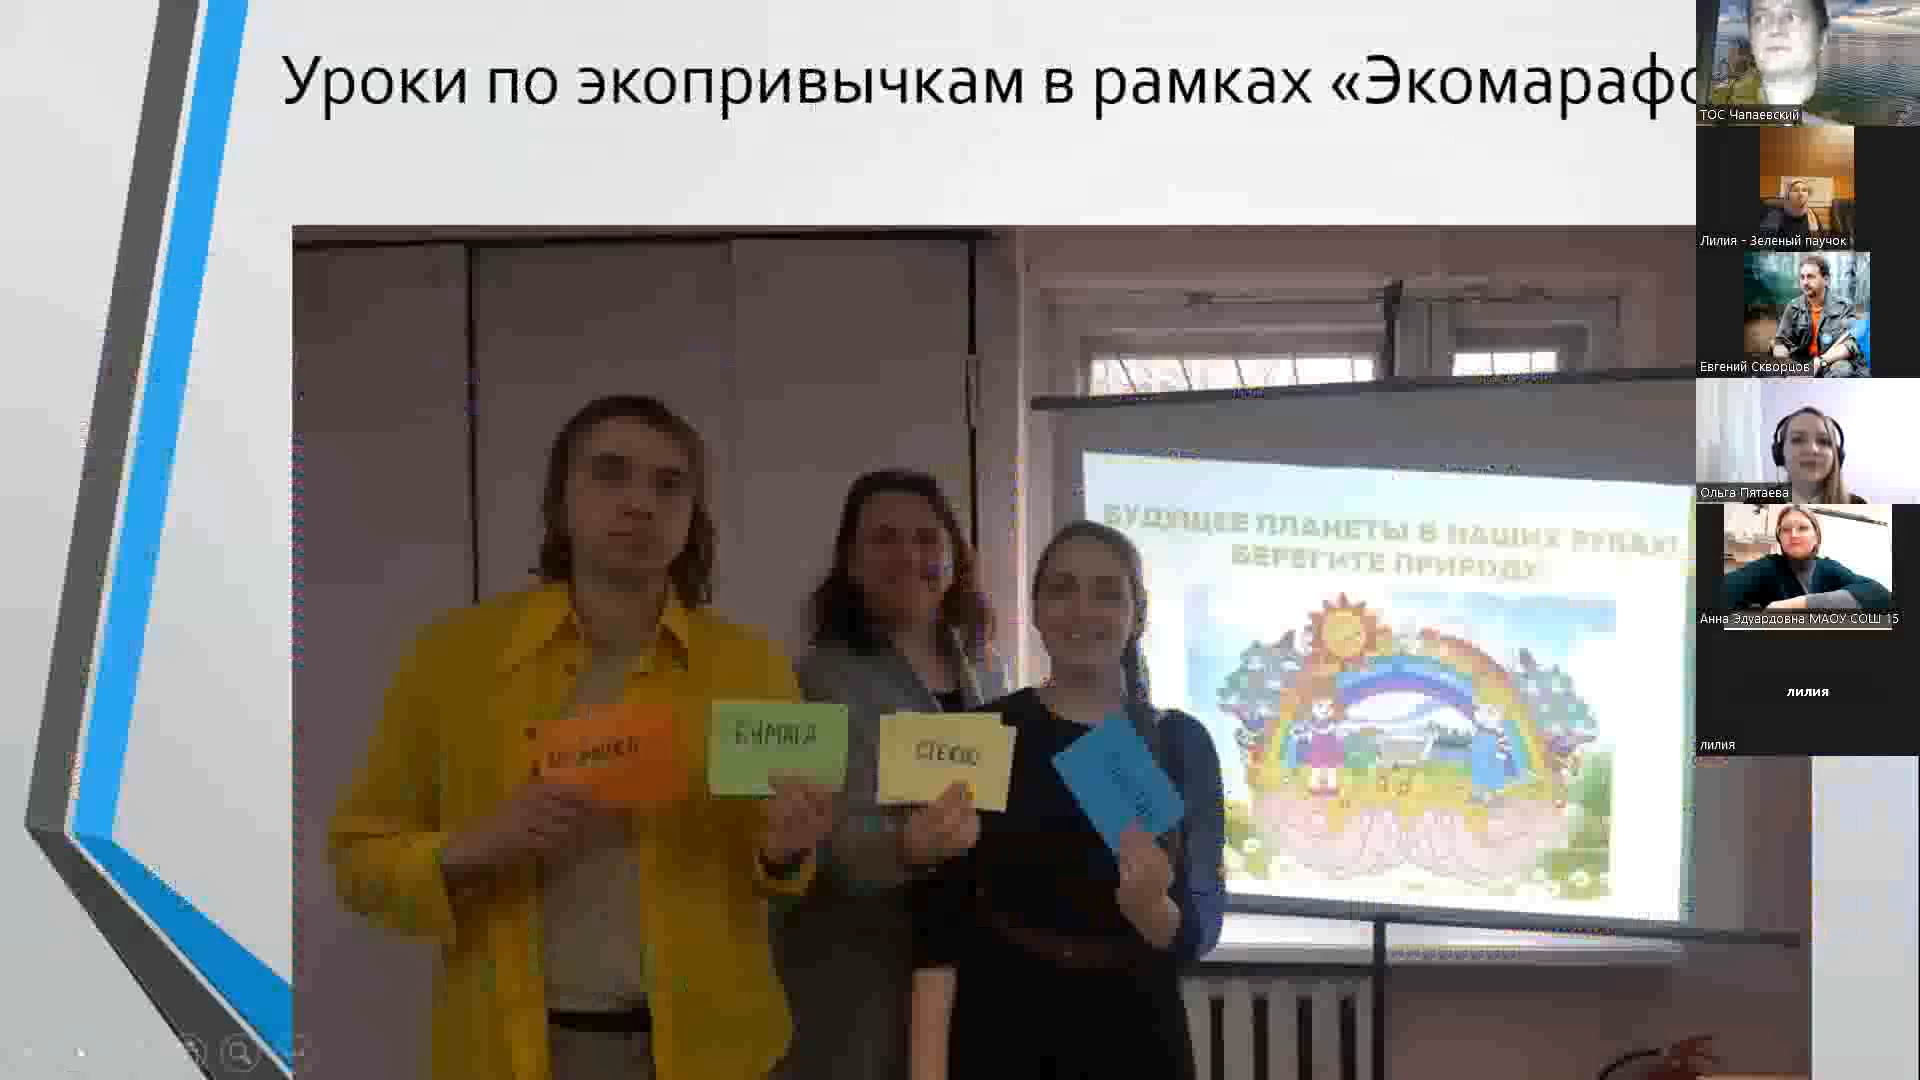 Уроки по экопривычкам в рамках «Экомарафо
БУДУЩЕЕ ПЛАНЕТЫ В НАШИХ РУКАХ!
БЕРЕГИТЕ ПРИРОДУ
БУМАГА
СТЕКЛО
ТОС Чапаевский
Лилия - Зеленый паучок
Евгений Скворцов
Ольга Пятаева
Анна Эдуардовна МАОУ СОШ 15
лилия
лилия